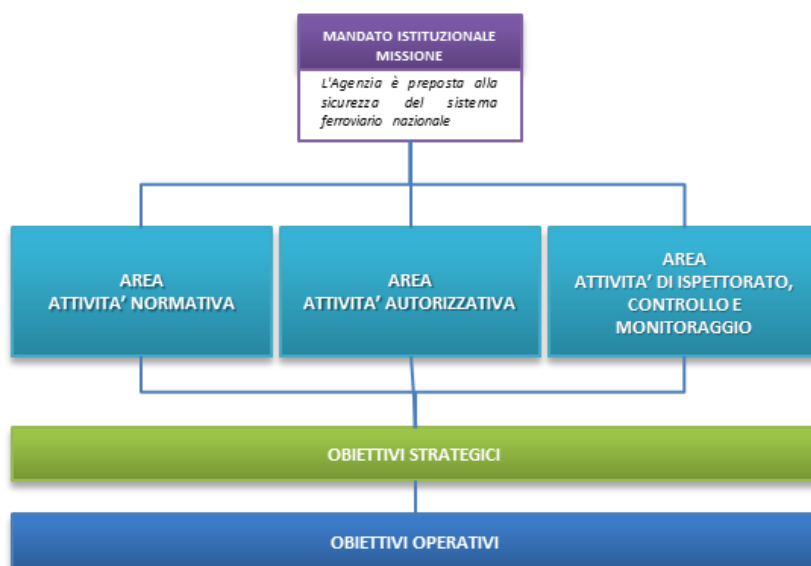 MANDATO ISTITUZIONALE
MISSIONE
L'Agenzia è preposta alla
sicurezza del sistema
ferroviario nazionale
AREA
ATTIVITA’ NORMATIVA
AREA
ATTIVITA’ AUTORIZZATIVA
AREA
ATTIVITA’ DI ISPETTORATO,
CONTROLLO E
MONITORAGGIO
OBIETTIVI STRATEGICI
OBIETTIVI OPERATIVI